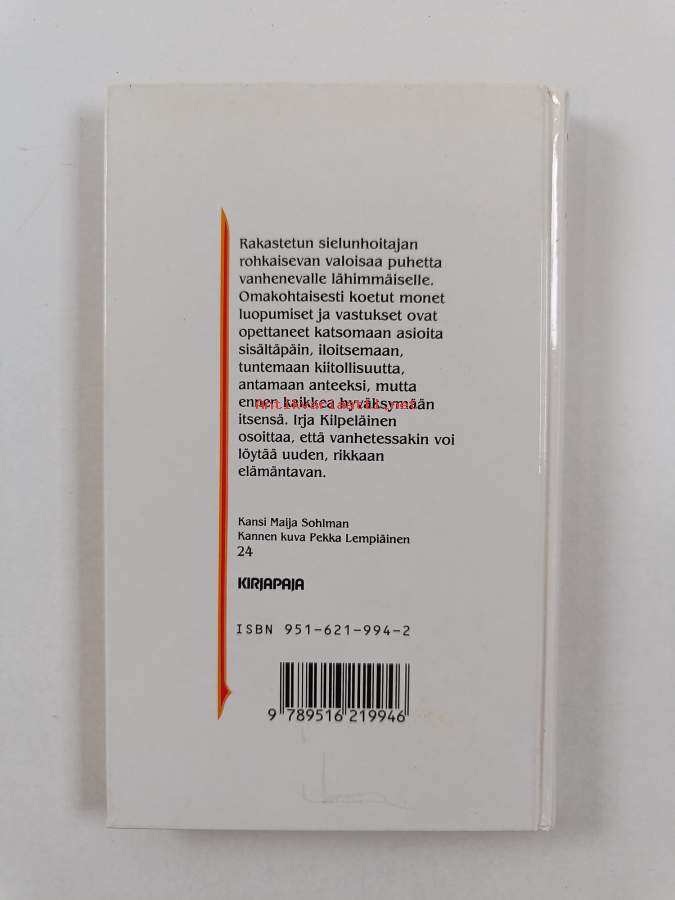 Rakastetun sielunhoitajan
rohkaisevan valoisaa puhetta
vanhenevalle lähimmäiselle.
Omakohtaisesti koetut monet
luopumiset ja vastukset ovat
opettaneet katsomaan asioita
sisältäpäin, iloitsemaan,
tuntemaan kiitollisuutta,
antamaan anteeksi, mutta
ennen kaikkea hyväksymään
itsensä. Irja Kilpeläinen
osoittaa, että vanhetessakin voi
löytää uuden, rikkaan
elämäntavan.
Kansi Maija Sohlman
Kannen kuva Pekka Lempiäinen
24
KIRJAPAJA
ISBN 951-621-994-2
9 789516 219946